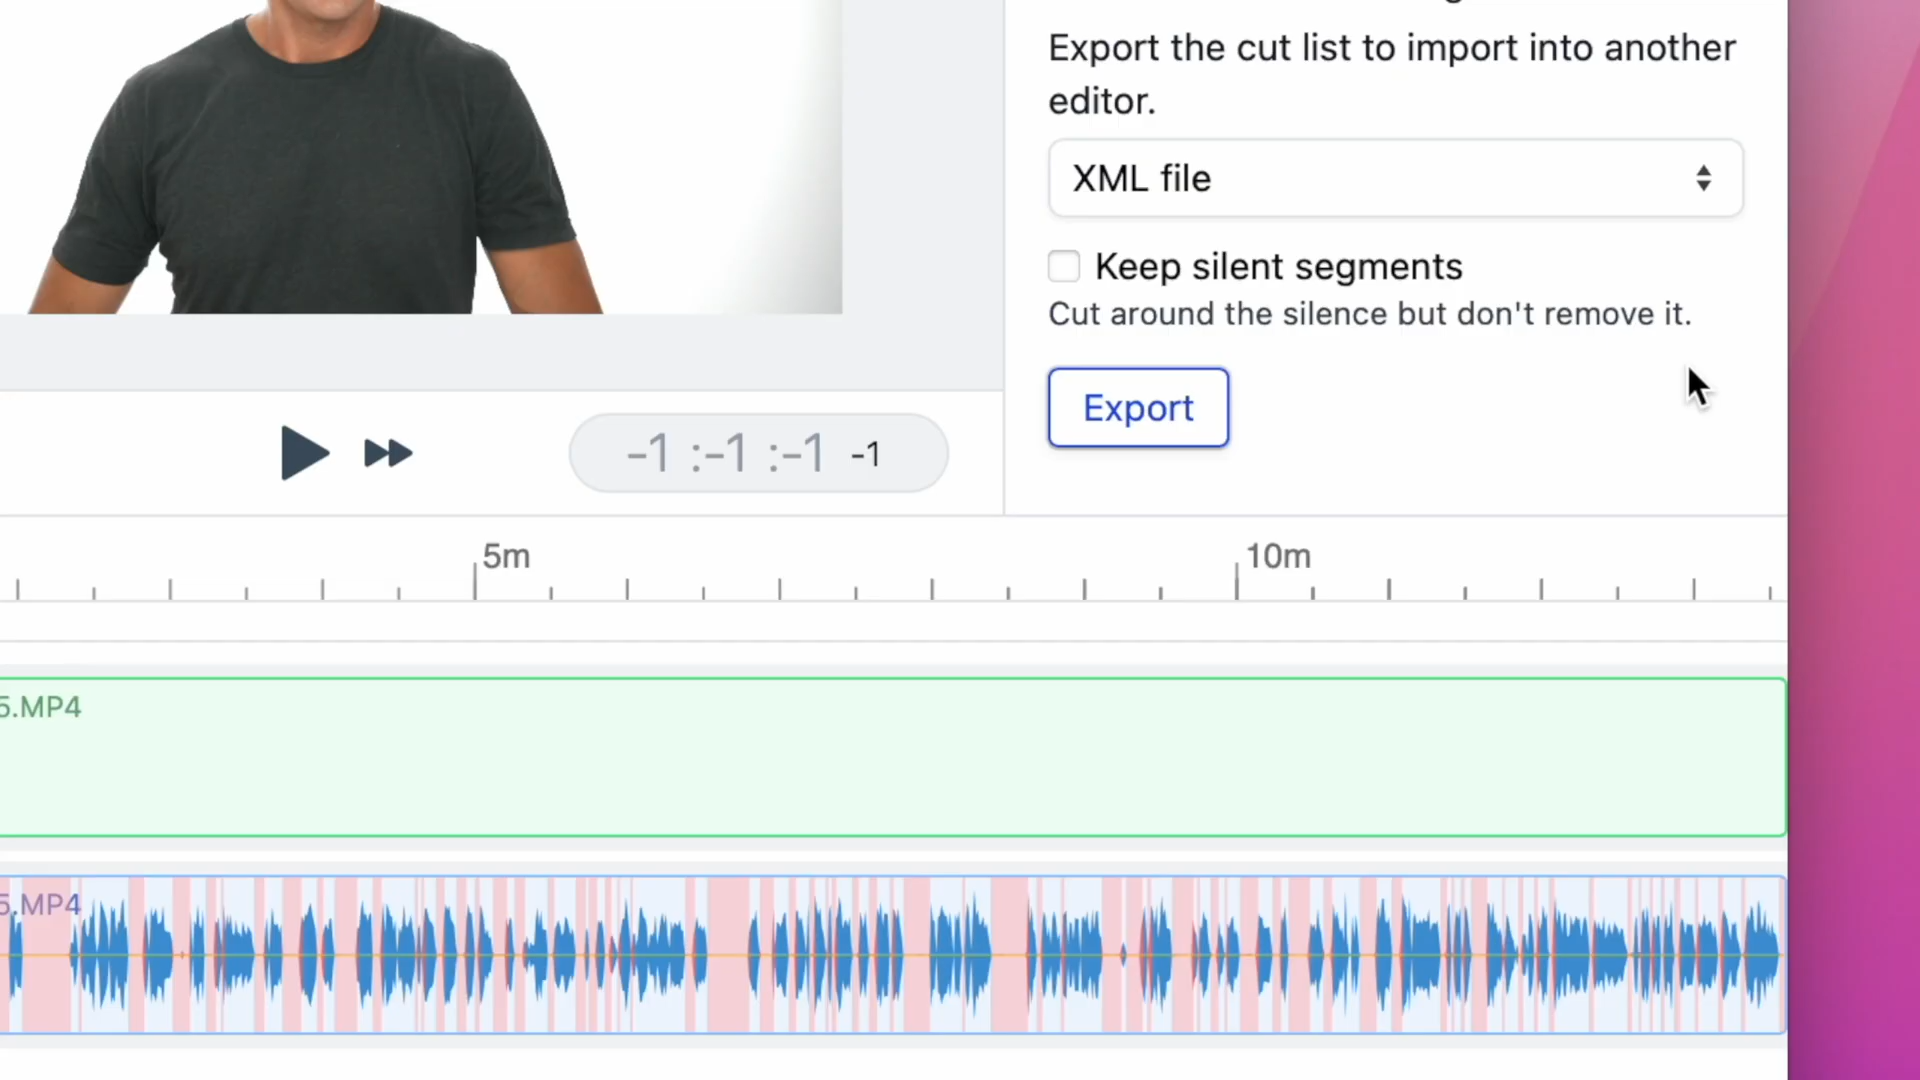 Export the cut list to import into another
editor.
XML file
Keep silent segments
Cut around the silence but don't remove it.
Export
-1 :-1 :-1 -1
5m
10m
5.MP4
5.MP4